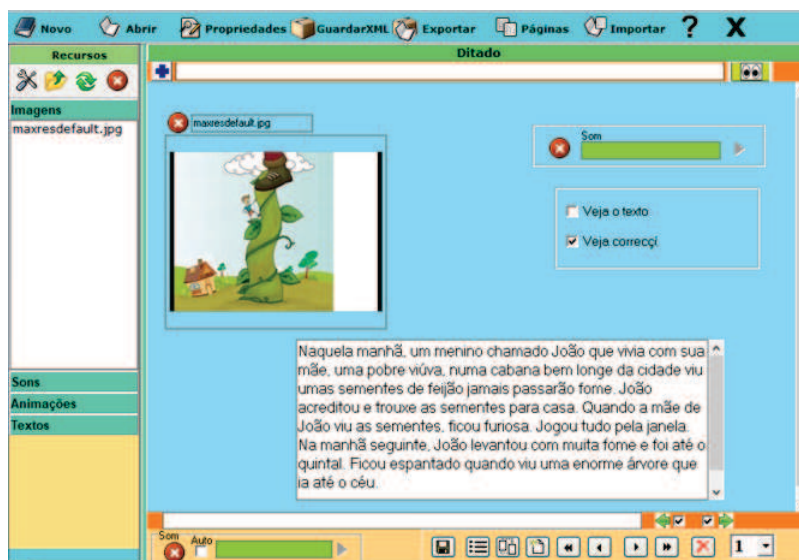 Novo Abrir Propriedades GuardarXML Exportar Páginas Importar ? X
Recursos
Ditado
Imagens
maxresdefault.jpg
maxresdefault.jpg
Som
Veja o texto
Veja correcçí
Naquela manhã, um menino chamado João que vivia com sua
mãe, uma pobre viúva, numa cabana bem longe da cidade viu
umas sementes de feijão jamais passarão fome. João
acreditou e trouxe as sementes para casa. Quando a mãe de
João viu as sementes, ficou furiosa. Jogou tudo pela janela.
Na manhã seguinte, João levantou com muita fome e foi até o
quintal. Ficou espantado quando viu uma enorme árvore que
ia até o céu.
Sons
Animações
Textos
Som Auto
1